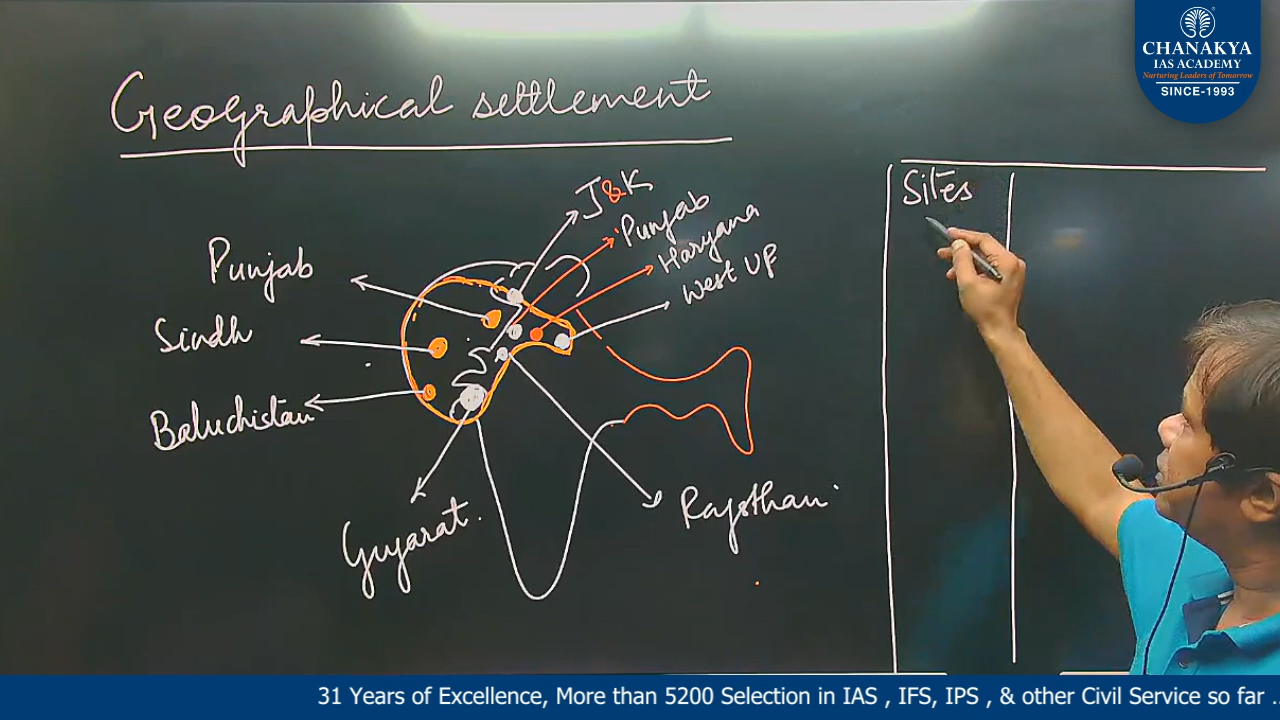 Geographical settlement
J&K
Punjab
Haryana
West UP
Punjab
Sindh
Baluchistan
Gujarat.
Rajsthan
Sites
CHANAKYA
IAS ACADEMY
Nurturing Leaders of Tomorrow
SINCE-1993
31 Years of Excellence, More than 5200 Selection in IAS , IFS, IPS , & other Civil Service so far .